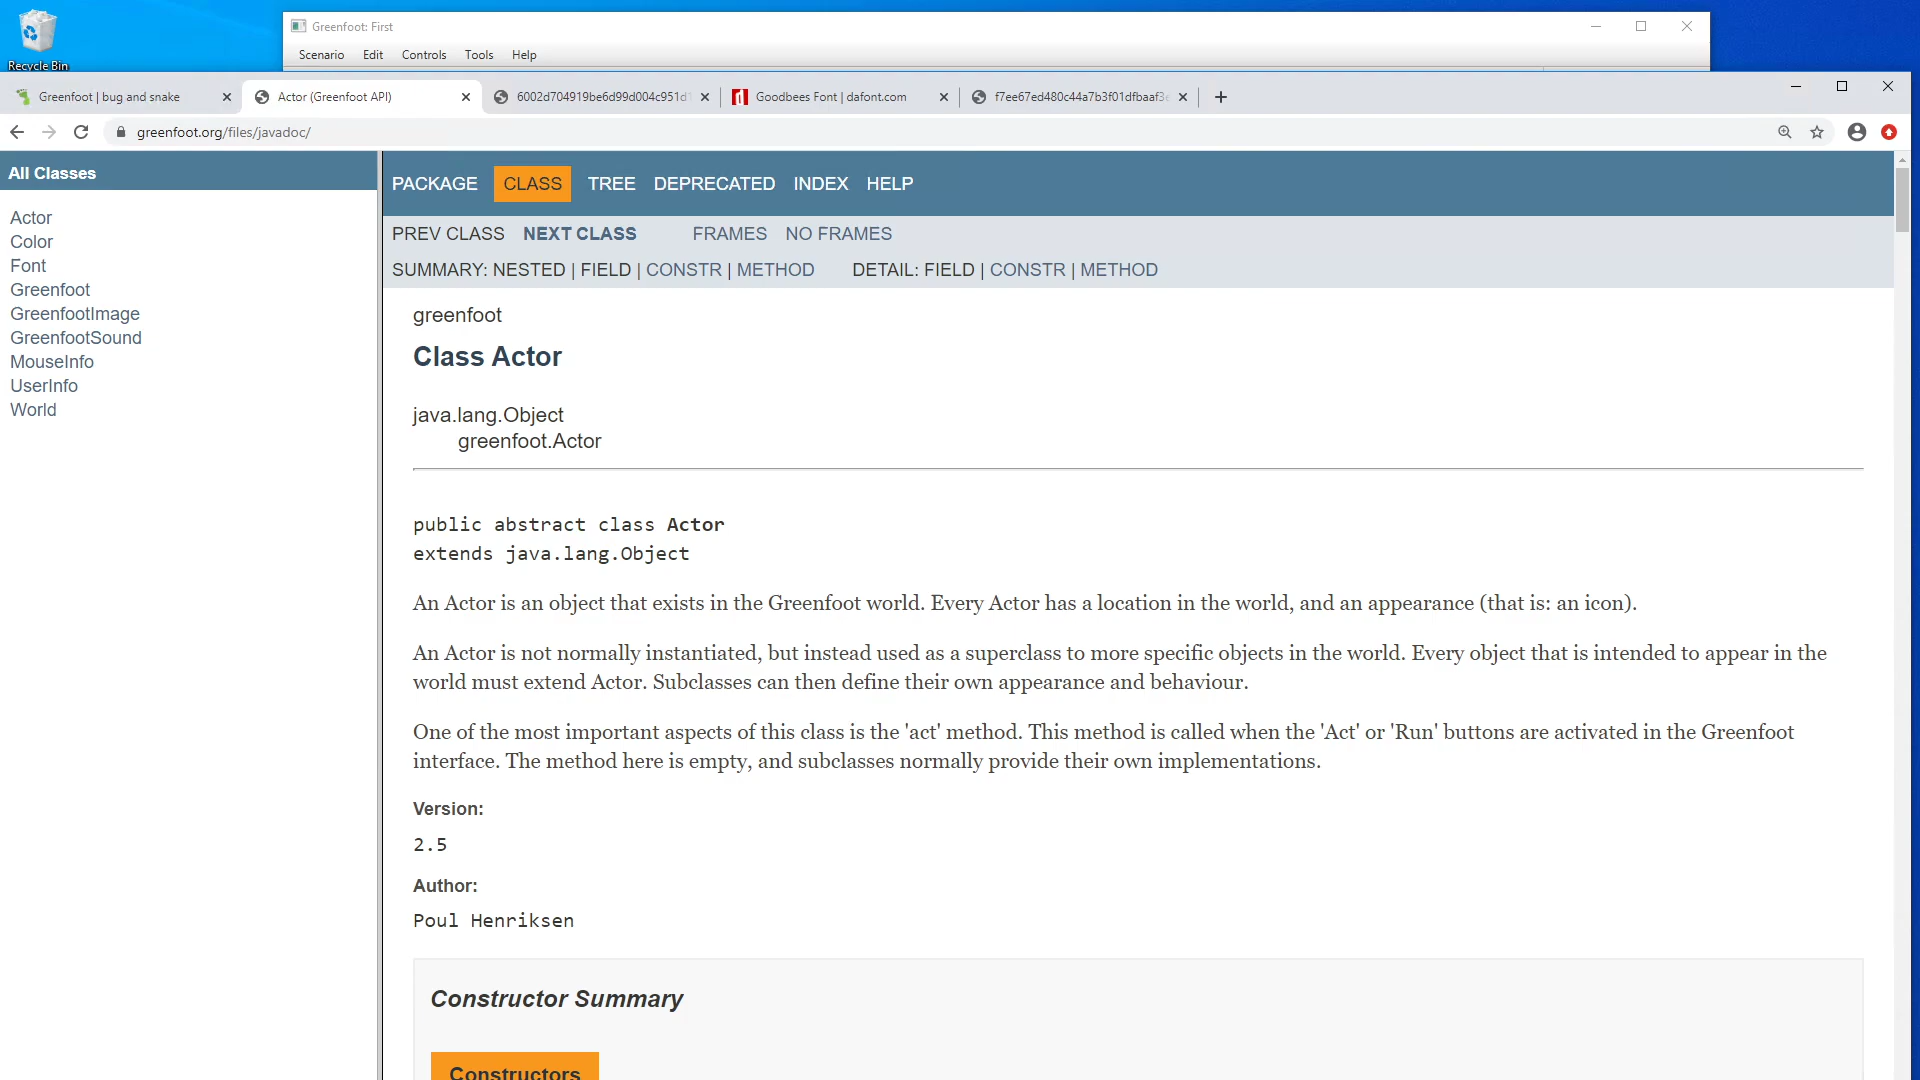 Recycle Bin
Greenfoot: First
Scenario Edit Controls Tools Help
Greenfoot | bug and snake
Actor (Greenfoot API)
6002d704919be6d99d004c951d1
Goodbees Font | dafont.com
f7ee67ed480c44a7b3f01dfbaaf3e
greenfoot.org/files/javadoc/
All Classes
Actor
Color
Font
Greenfoot
GreenfootImage
GreenfootSound
MouseInfo
UserInfo
World
PACKAGE CLASS TREE DEPRECATED INDEX HELP
PREV CLASS NEXT CLASS FRAMES NO FRAMES
SUMMARY: NESTED | FIELD | CONSTR | METHOD DETAIL: FIELD | CONSTR | METHOD
greenfoot
Class Actor
java.lang.Object
greenfoot.Actor
public abstract class Actor
extends java.lang.Object
An Actor is an object that exists in the Greenfoot world. Every Actor has a location in the world, and an appearance (that is: an icon).
An Actor is not normally instantiated, but instead used as a superclass to more specific objects in the world. Every object that is intended to appear in the
world must extend Actor. Subclasses can then define their own appearance and behaviour.
One of the most important aspects of this class is the 'act' method. This method is called when the 'Act' or 'Run' buttons are activated in the Greenfoot
interface. The method here is empty, and subclasses normally provide their own implementations.
Version:
2.5
Author:
Poul Henriksen
Constructor Summary
Constructors